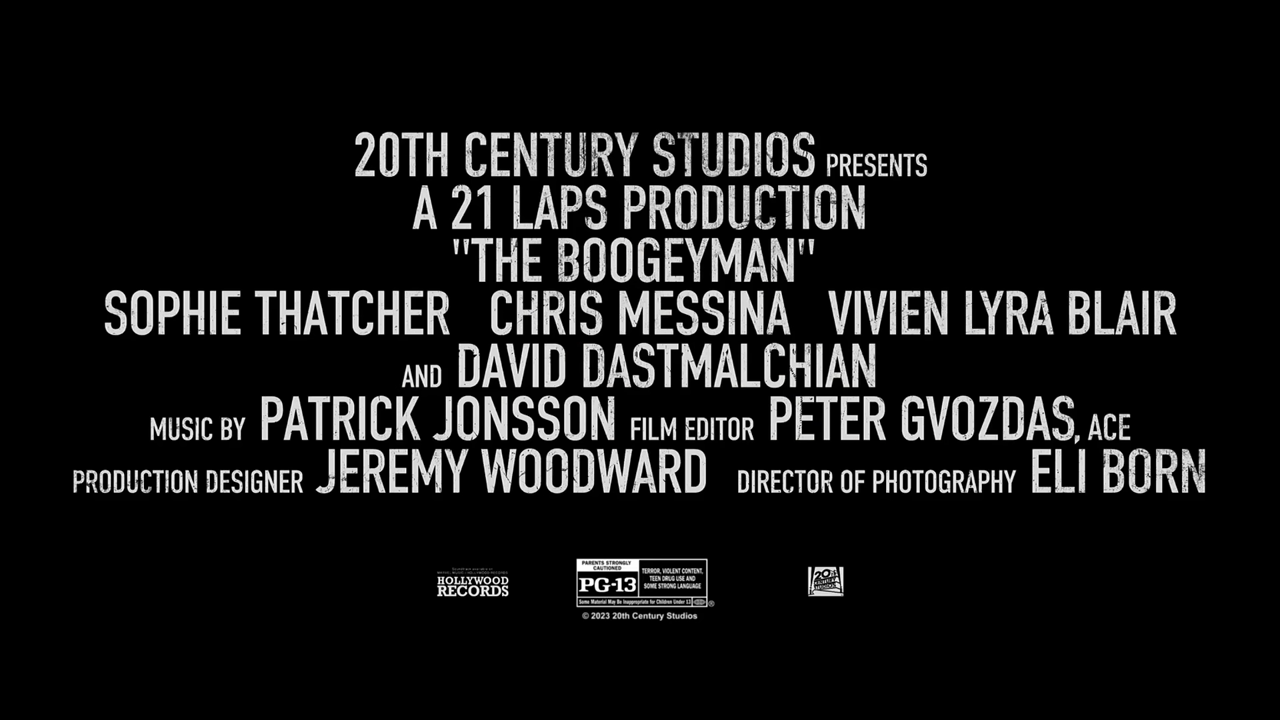 20TH CENTURY STUDIOS PRESENTS
A 21 LAPS PRODUCTION
"THE BOOGEYMAN"
SOPHIE THATCHER CHRIS MESSINA VIVIEN LYRA BLAIR
AND DAVID DASTMALCHIAN
MUSIC BY PATRICK JONSSON FILM EDITOR PETER GVOZDAS, ACE
PRODUCTION DESIGNER JEREMY WOODWARD DIRECTOR OF PHOTOGRAPHY ELI BORN
HOLLYWOOD
RECORDS
PARENTS STRONGLY
CAUTIONED
PG-13
TERROR, VIOLENT CONTENT,
TEEN DRUG USE AND
SOME STRONG LANGUAGE
Some Material May Be Inappropriate for Children Under 13
®
© 2023 20th Century Studios
20th
CENTURY
STUDIOS